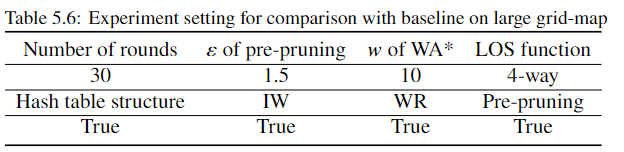 Table 5.6: Experiment setting for comparison with baseline on large grid-map
Number of rounds ε of pre-pruning w of WA* LOS function
30 1.5 10 4-way
Hash table structure IW WR Pre-pruning
True True True True